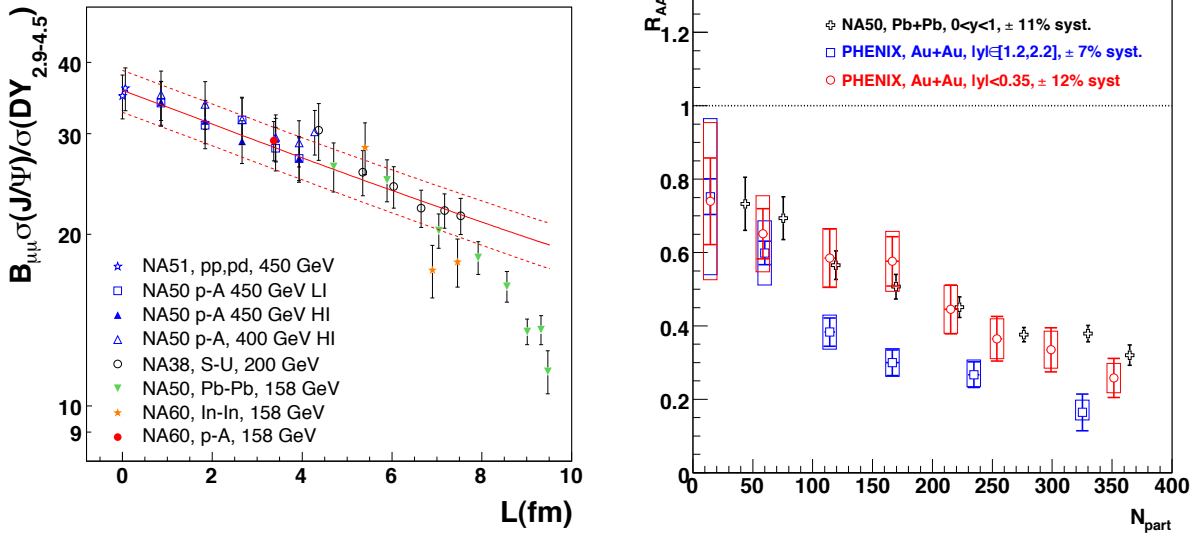 B_μμ σ(J/Ψ)/σ(DY_2.9-4.5)
40
30
20
10
9
NA51, pp,pd, 450 GeV
NA50 p-A 450 GeV LI
NA50 p-A 450 GeV HI
NA50 p-A, 400 GeV HI
NA38, S-U, 200 GeV
NA50, Pb-Pb, 158 GeV
NA60, In-In, 158 GeV
NA60, p-A, 158 GeV
0 2 4 6 8 10
L(fm)
R_AA
1.2
1
0.8
0.6
0.4
0.2
0
NA50, Pb+Pb, 0<y<1, ± 11% syst.
PHENIX, Au+Au, |y|∈[1.2,2.2], ± 7% syst.
PHENIX, Au+Au, |y|<0.35, ± 12% syst
0 50 100 150 200 250 300 350 400
N_part